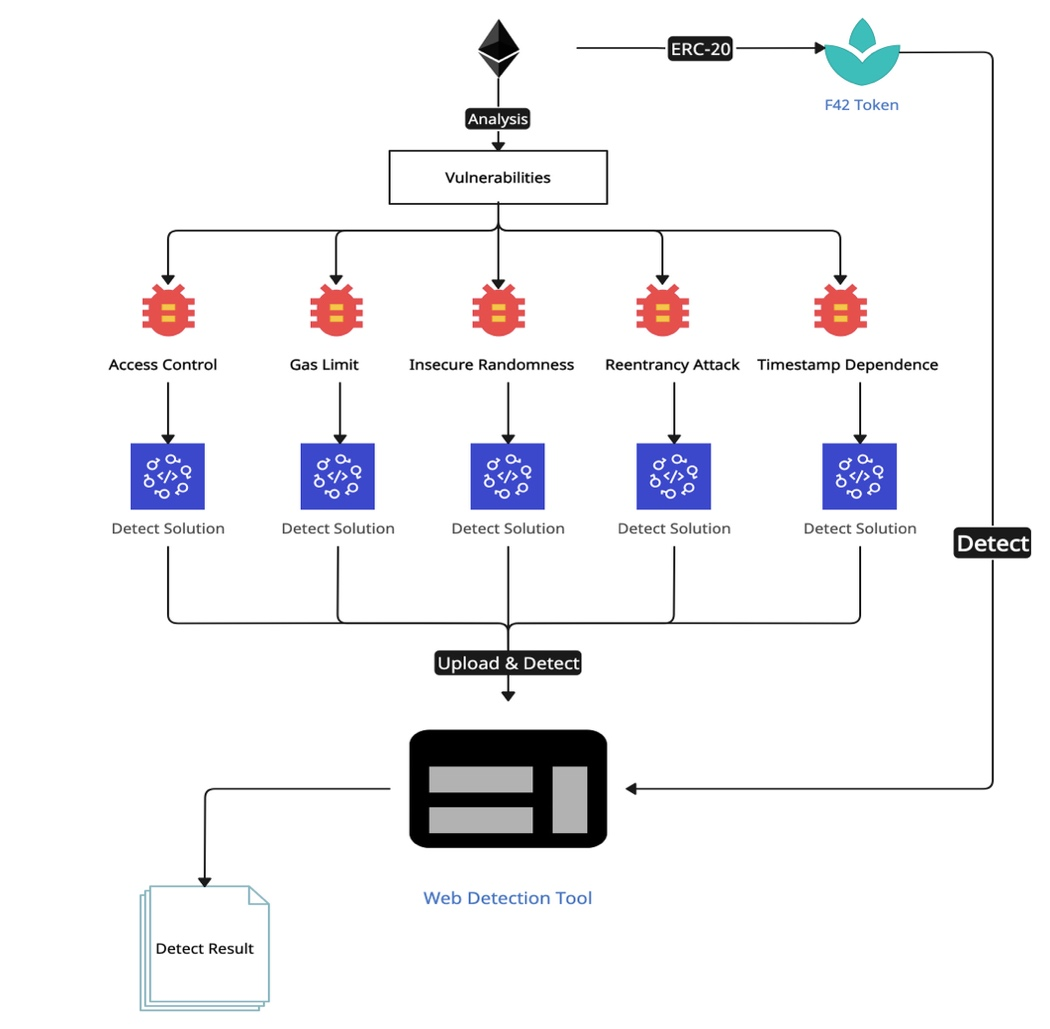 ERC-20
F42 Token
Analysis
Vulnerabilities
Access Control
Gas Limit
Insecure Randomness
Reentrancy Attack
Timestamp Dependence
</>
</>
</>
</>
</>
Detect Solution
Detect Solution
Detect Solution
Detect Solution
Detect Solution
Detect
Upload & Detect
Web Detection Tool
Detect Result